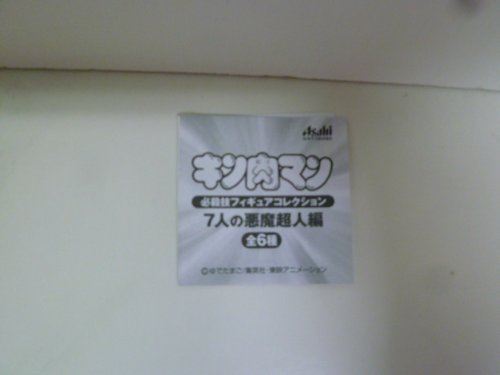 Asahi
キン肉マン
必殺技フィギュアコレクション
7人の悪魔超人編
全6種
©ゆでたまご/集英社・東映アニメーション